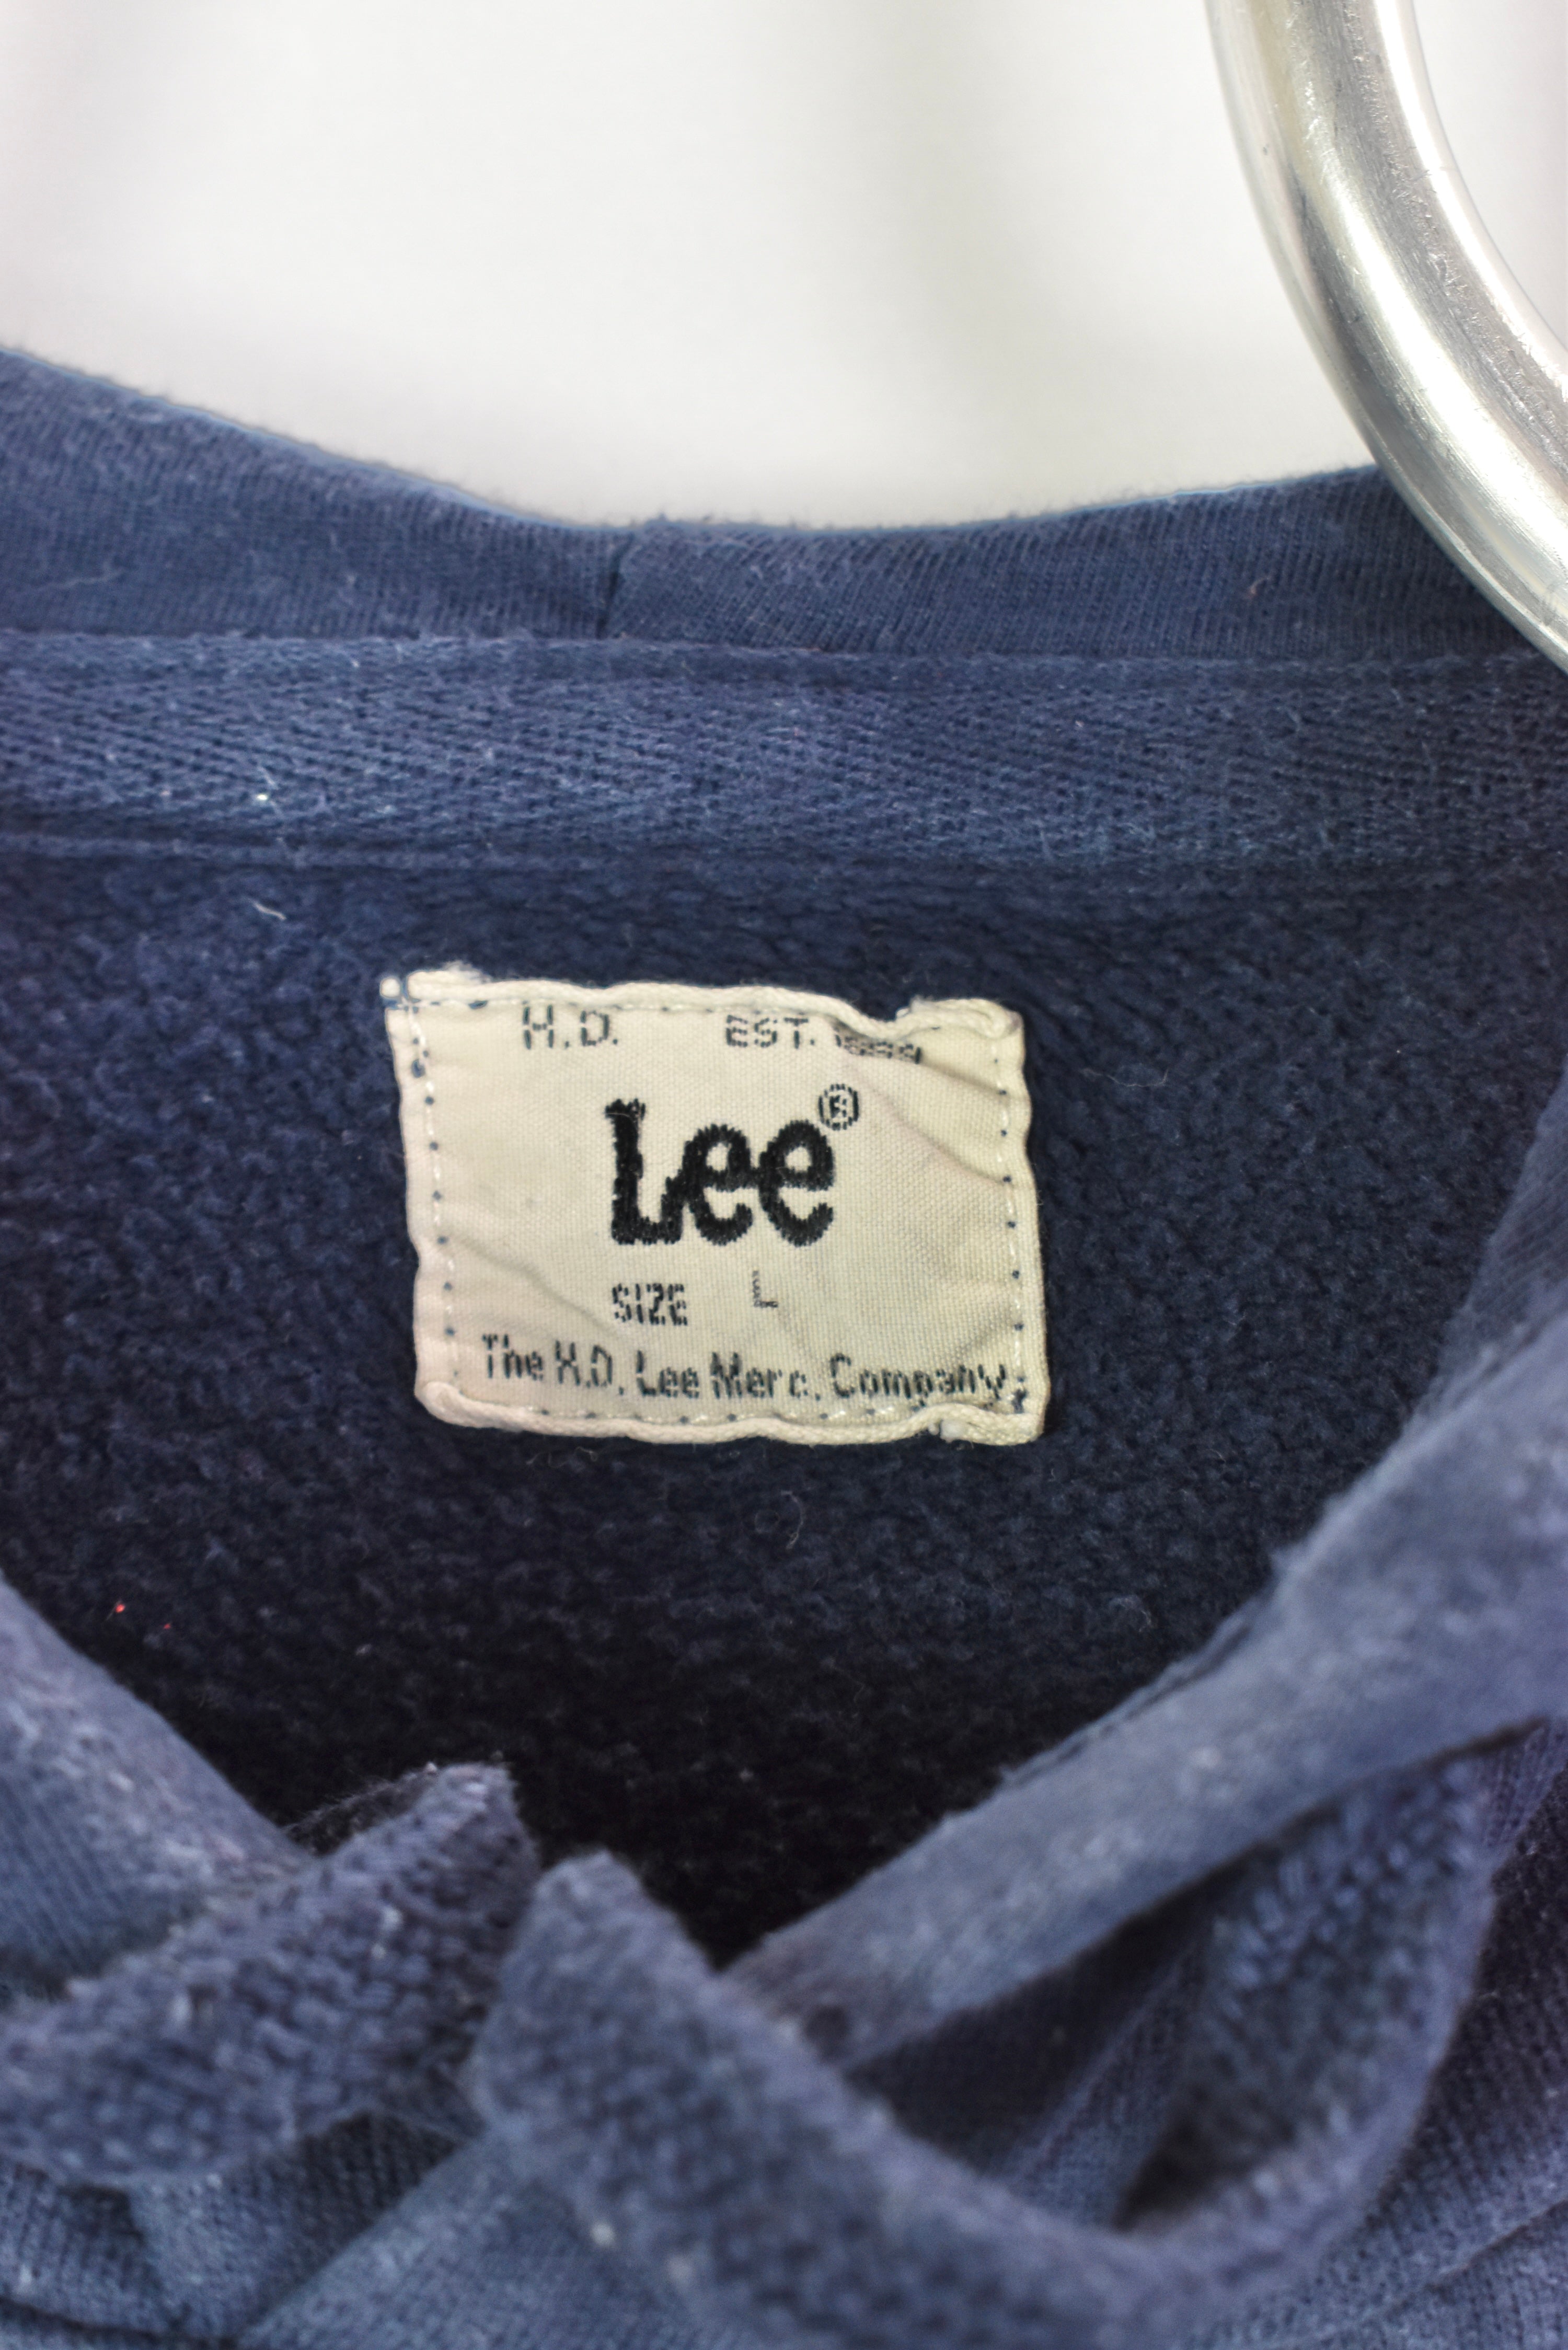 H.D. EST.
Lee®
SIZE L
The H.D. Lee Merc. Company.